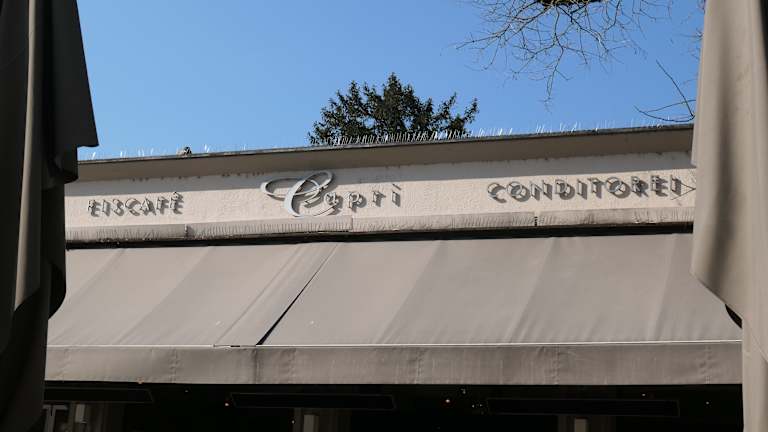 EISCAFÉ Capri CONDITOREI